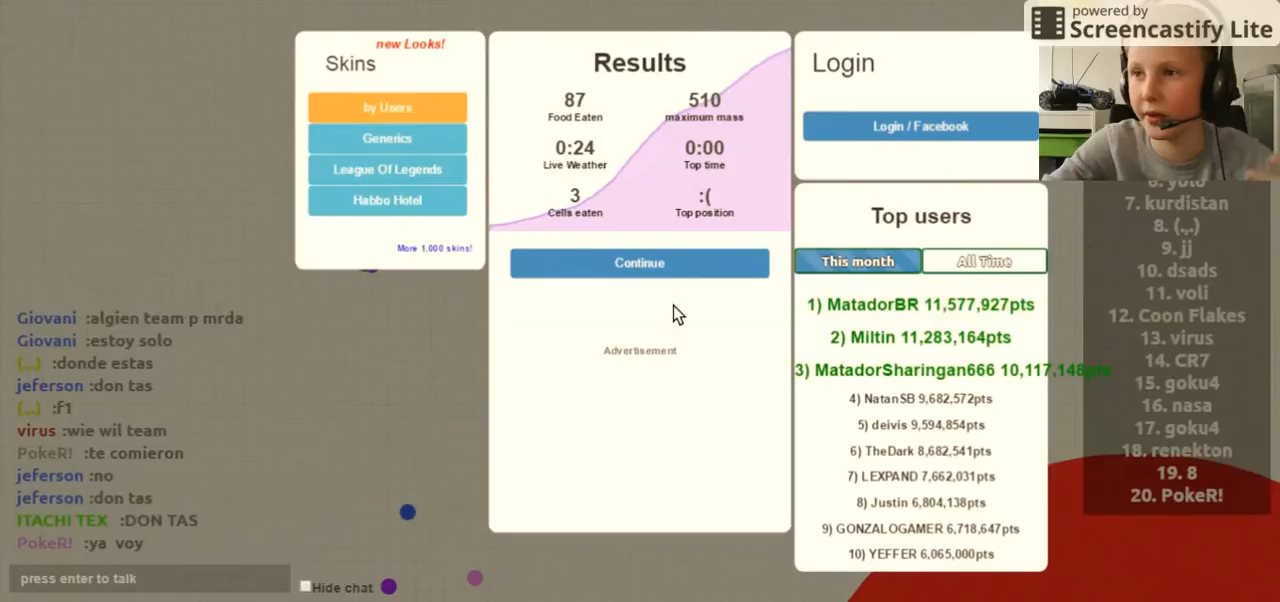 powered by
Screencastify Lite
new Looks!
Skins
by Users
Generics
League Of Legends
Habbo Hotel
More 1,000 skins!
Results
87
Food Eaten
510
maximum mass
0:24
Live Weather
0:00
Top time
3
Cells eaten
:(
Top position
Continue
Advertisement
Login
Login / Facebook
Top users
This month
All Time
1) MatadorBR 11,577,927pts
2) Miltin 11,283,164pts
3) MatadorSharingan666 10,117,148pts
4) NatanSB 9,682,572pts
5) deivis 9,594,854pts
6) TheDark 8,682,541pts
7) LEXPAND 7,662,031pts
8) Justin 6,804,138pts
9) GONZALOGAMER 6,718,647pts
10) YEFFER 6,065,000pts
6. yolo
7. kurdistan
8. (.,.)
9. jj
10. dsads
11. voli
12. Coon Flakes
13. virus
14. CR7
15. goku4
16. nasa
17. goku4
18. renekton
19. 8
20. PokeR!
Giovani :algien team p mrda
Giovani :estoy solo
(.,.) :donde estas
jeferson :don tas
(.,.) :f1
virus :wie wil team
PokeR! :te comieron
jeferson :no
jeferson :don tas
ITACHI TEX :DON TAS
PokeR! :ya voy
press enter to talk
Hide chat